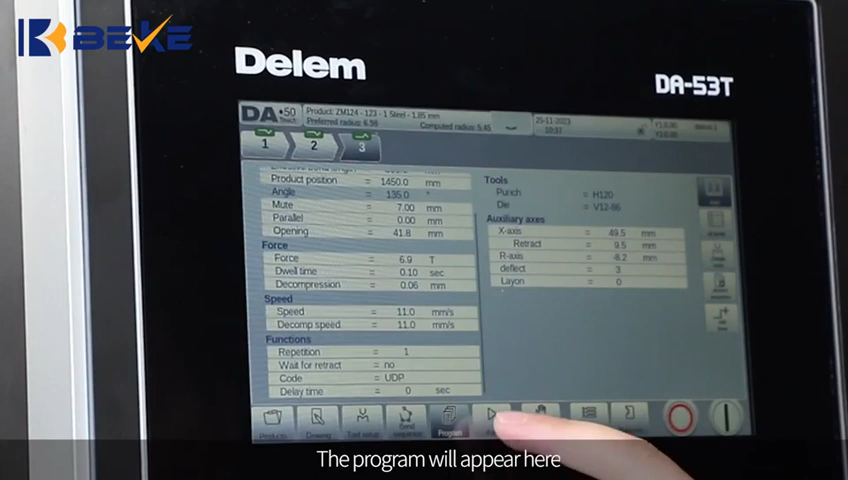 BEKE
Delem
DA-53T
DA •50
Touch
Product: ZM124 - 123 - 1 Steel - 1.85 mm
Preferred radius: 6.98
Computed radius: 5.45
25-11-2023
10:37
1
2
3
Product position = 1450.0 mm
Angle = 135.0 °
Mute = 7.00 mm
Parallel = 0.00 mm
Opening = 41.8 mm
Force
Force = 6.9 T
Dwell time = 0.10 sec
Decompression = 0.06 mm
Speed
Speed = 11.0 mm/s
Decomp speed = 11.0 mm/s
Functions
Repetition = 1
Wait for retract = no
Code = UDP
Delay time = 0 sec
Tools
Punch = H120
Die = V12-86
Auxiliary axes
X-axis = 49.5 mm
Retract = 9.5 mm
R-axis = -8.2 mm
deflect = 3
Layon = 0
Products
Drawing
Tool setup
Bend sequence
Program
The program will appear here